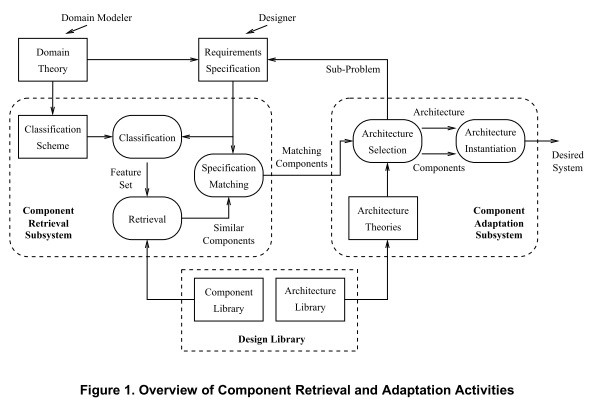 Domain Modeler
Designer
Domain
Theory
Requirements
Specification
Sub-Problem
Classification
Scheme
Classification
Feature
Set
Specification
Matching
Matching
Components
Retrieval
Similar
Components
Component
Retrieval
Subsystem
Architecture
Selection
Architecture
Components
Architecture
Instantiation
Desired
System
Architecture
Theories
Component
Adaptation
Subsystem
Component
Library
Architecture
Library
Design Library
Figure 1. Overview of Component Retrieval and Adaptation Activities